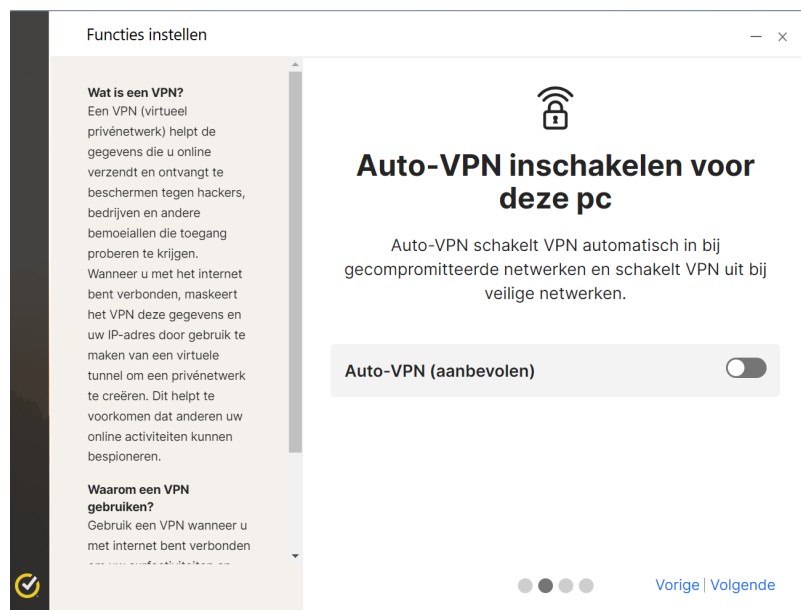 Functies instellen
Wat is een VPN?
Een VPN (virtueel
privénetwerk) helpt de
gegevens die u online
verzendt en ontvangt te
beschermen tegen hackers,
bedrijven en andere
bemoeiallen die toegang
proberen te krijgen.
Wanneer u met het internet
bent verbonden, maskeert
het VPN deze gegevens en
uw IP-adres door gebruik te
maken van een virtuele
tunnel om een privénetwerk
te creëren. Dit helpt te
voorkomen dat anderen uw
online activiteiten kunnen
bespioneren.
Waarom een VPN
gebruiken?
Gebruik een VPN wanneer u
met internet bent verbonden
Auto-VPN inschakelen voor
deze pc
Auto-VPN schakelt VPN automatisch in bij
gecompromitteerde netwerken en schakelt VPN uit bij
veilige netwerken.
Auto-VPN (aanbevolen)
Vorige | Volgende